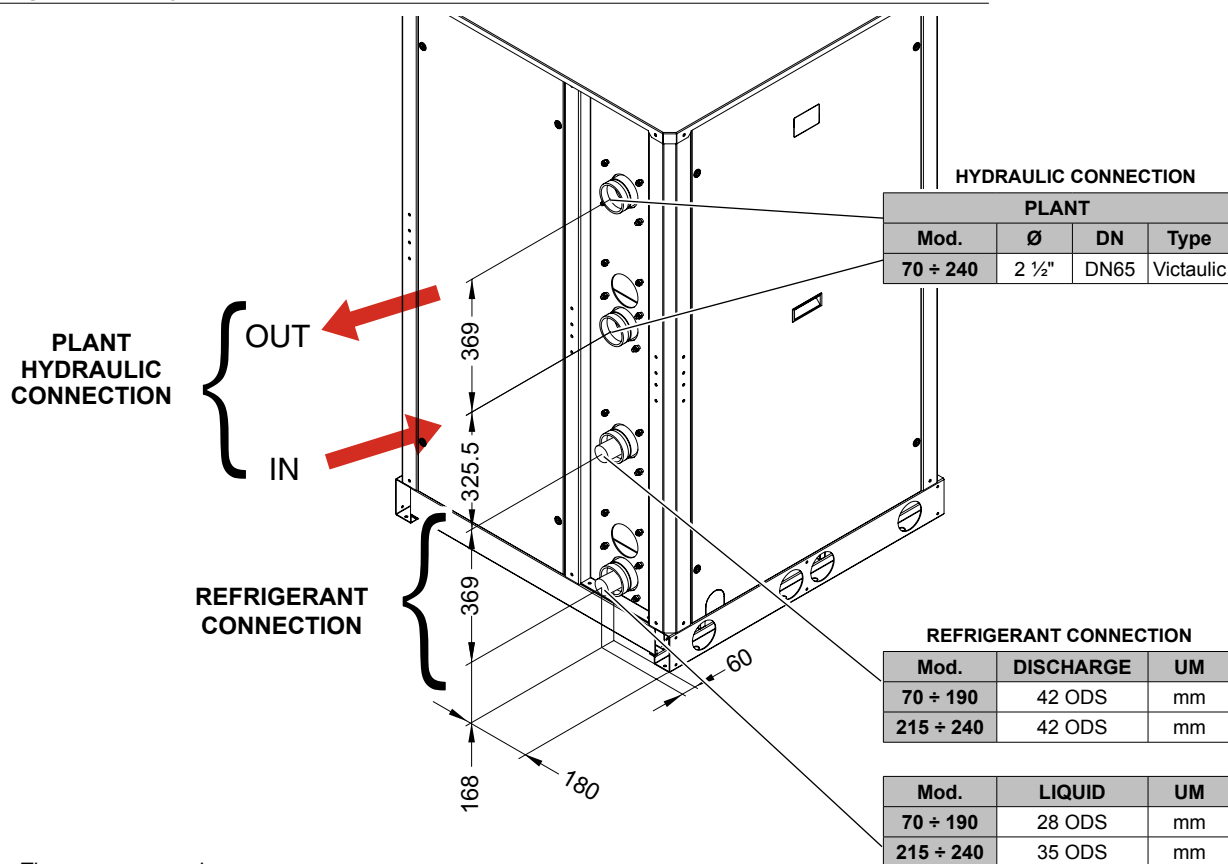 HYDRAULIC CONNECTION
PLANT
Mod. Ø DN Type
70 ÷ 240 2 ½" DN65 Victaulic
PLANT
HYDRAULIC
CONNECTION
OUT
IN
369
325.5
369
168
180
60
REFRIGERANT
CONNECTION
REFRIGERANT CONNECTION
Mod. DISCHARGE UM
70 ÷ 190 42 ODS mm
215 ÷ 240 42 ODS mm
Mod. LIQUID UM
70 ÷ 190 28 ODS mm
215 ÷ 240 35 ODS mm